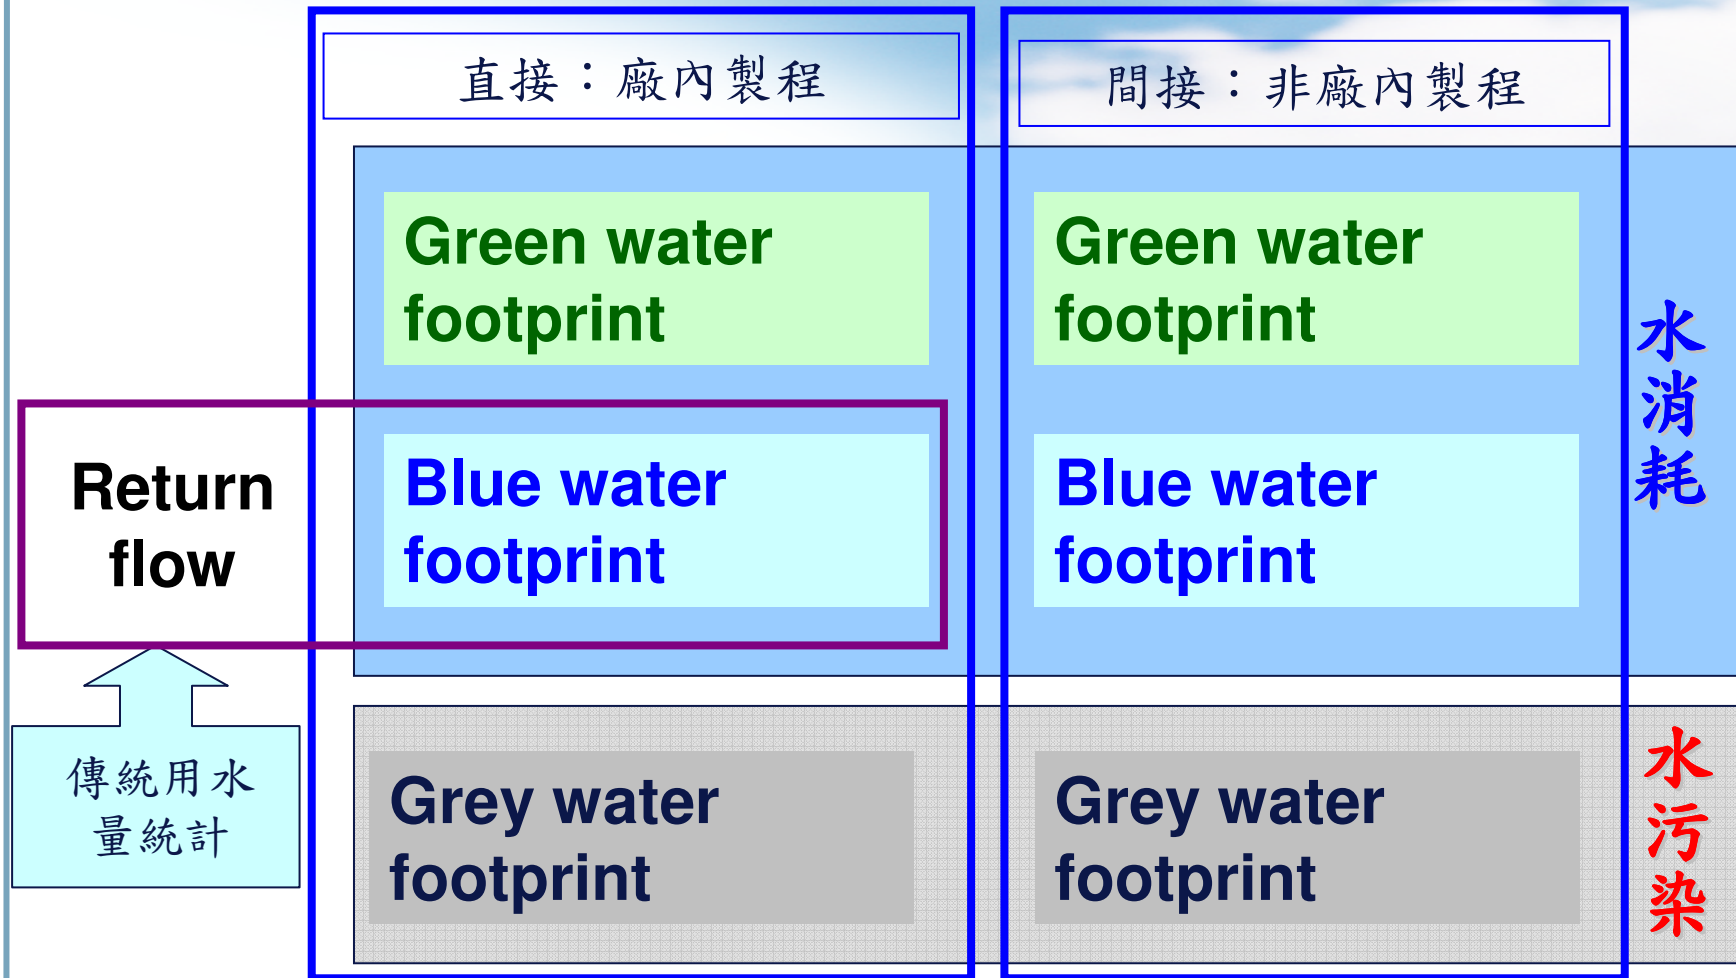 直接：廠內製程
間接：非廠內製程
Green water
footprint
Green water
footprint
水消耗
Return
flow
Blue water
footprint
Blue water
footprint
傳統用水
量統計
Grey water
footprint
Grey water
footprint
水污染